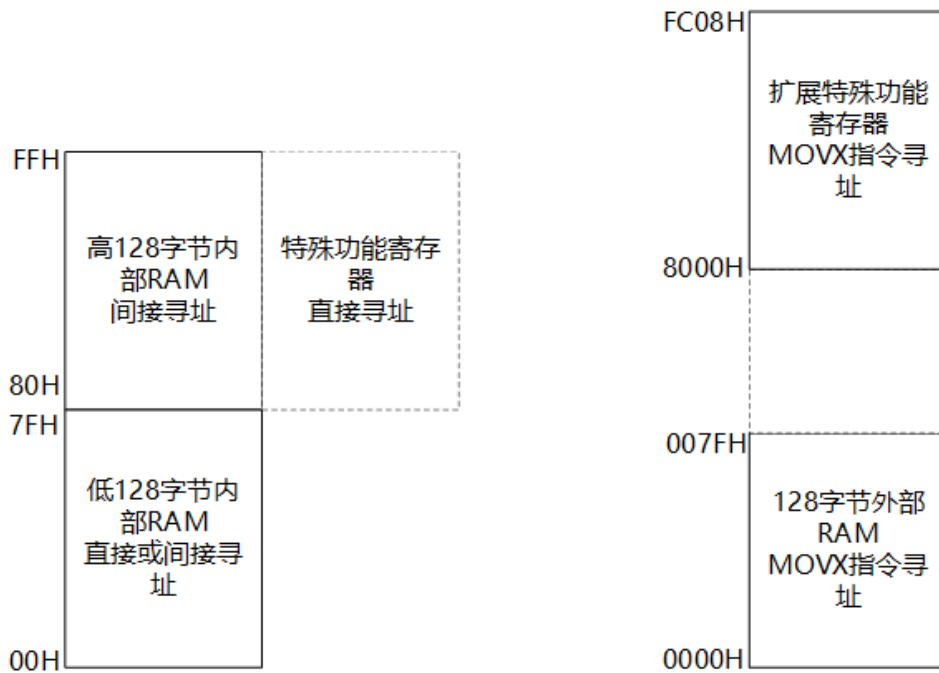 FFH
高128字节内
部RAM
间接寻址
特殊功能寄存
器
直接寻址
80H
7FH
低128字节内
部RAM
直接或间接寻
址
00H
FC08H
扩展特殊功能
寄存器
MOVX指令寻
址
8000H
007FH
128字节外部
RAM
MOVX指令寻
址
0000H